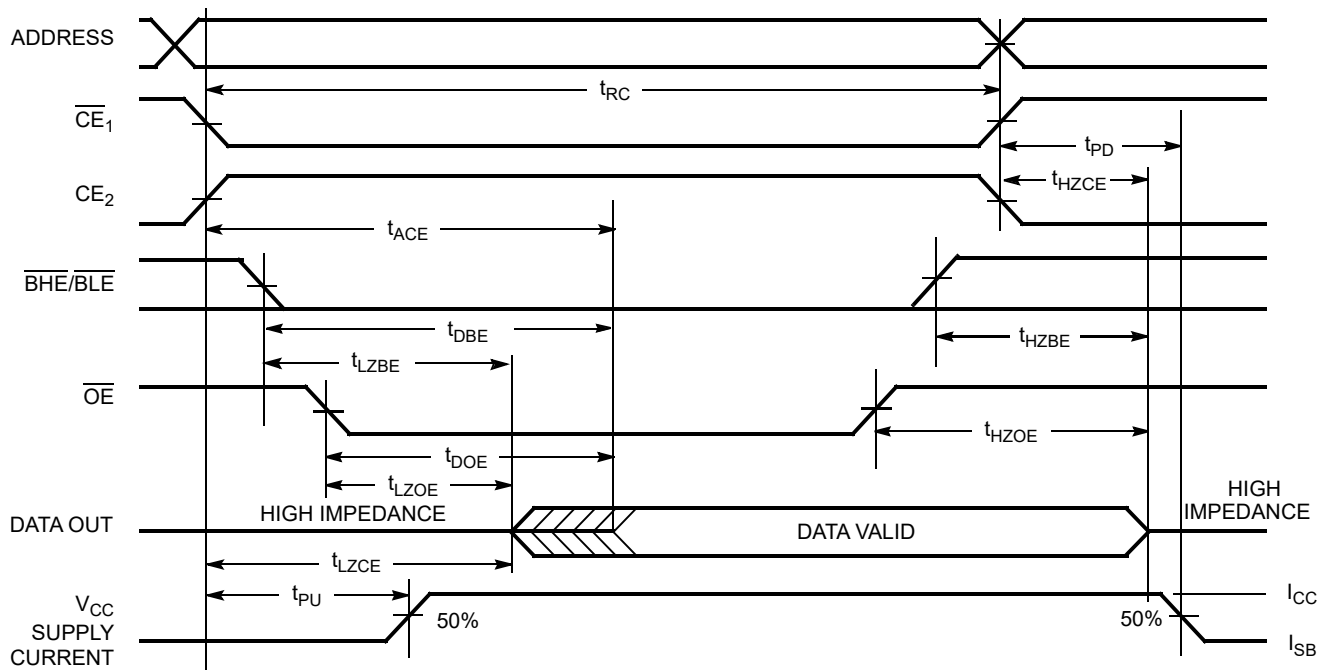 ADDRESS
tRC
CE1
tPD
tHZCE
CE2
tACE
BHE/BLE
tDBE
tHZBE
tLZBE
OE
tHZOE
tDOE
tLZOE
HIGH IMPEDANCE
HIGH
IMPEDANCE
DATA OUT
DATA VALID
tLZCE
tPU
VCC
SUPPLY
CURRENT
50%
50%
ICC
ISB